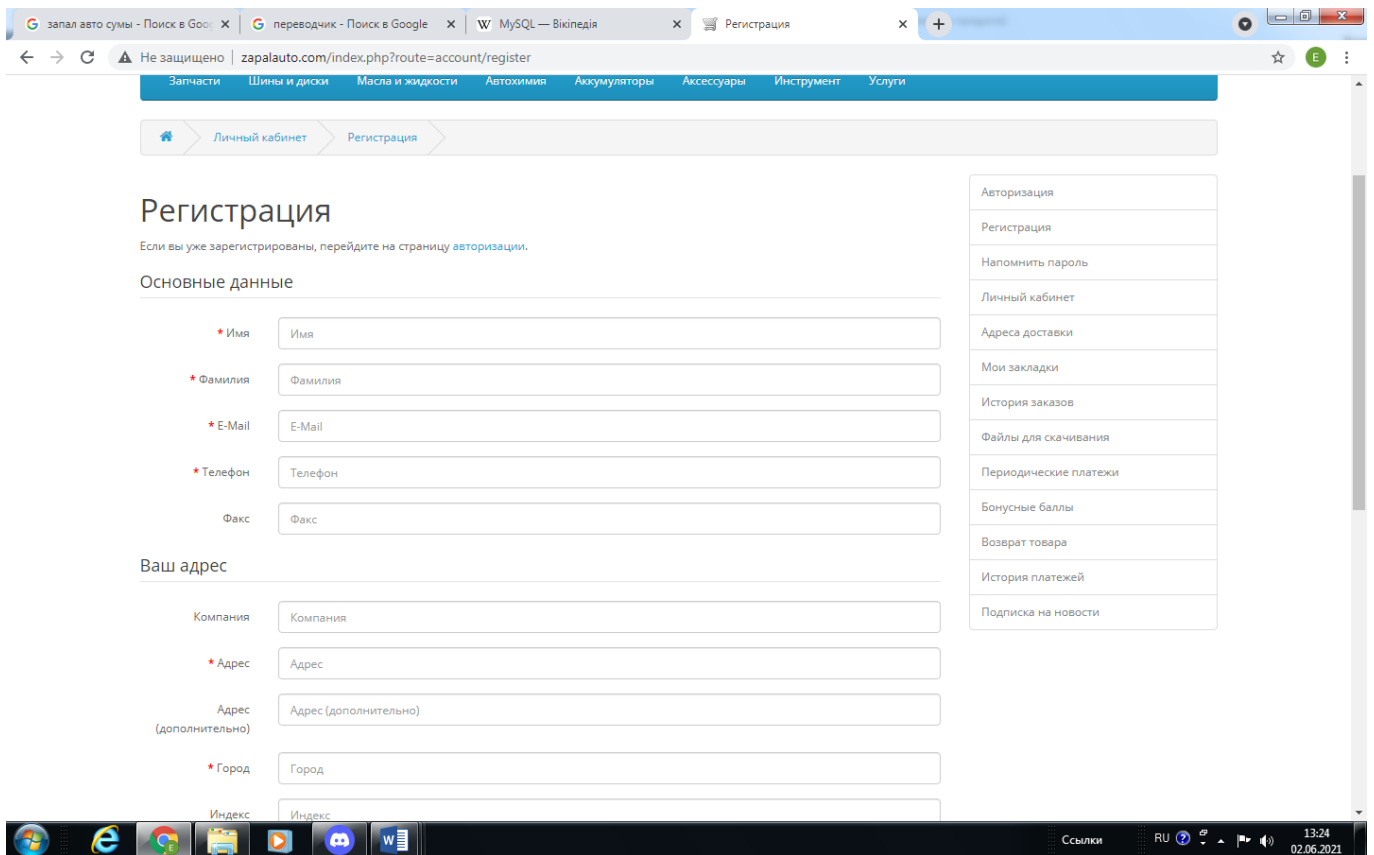 запал авто сумы - Поиск в Goog
переводчик - Поиск в Google
W MySQL — Вікіпедія
Регистрация
Не защищено | zapalauto.com/index.php?route=account/register
E
Запчасти Шины и диски Масла и жидкости Автохимия Аккумуляторы Аксессуары Инструмент Услуги
Личный кабинет Регистрация
Регистрация
Если вы уже зарегистрированы, перейдите на страницу авторизации.
Основные данные
* Имя Имя
* Фамилия Фамилия
* E-Mail E-Mail
* Телефон Телефон
Факс Факс
Ваш адрес
Компания Компания
* Адрес Адрес
Адрес (дополнительно) Адрес (дополнительно)
* Город Город
Индекс Индекс
Авторизация
Регистрация
Напомнить пароль
Личный кабинет
Адреса доставки
Мои закладки
История заказов
Файлы для скачивания
Периодические платежи
Бонусные баллы
Возврат товара
История платежей
Подписка на новости
Ссылки RU 13:24
02.06.2021